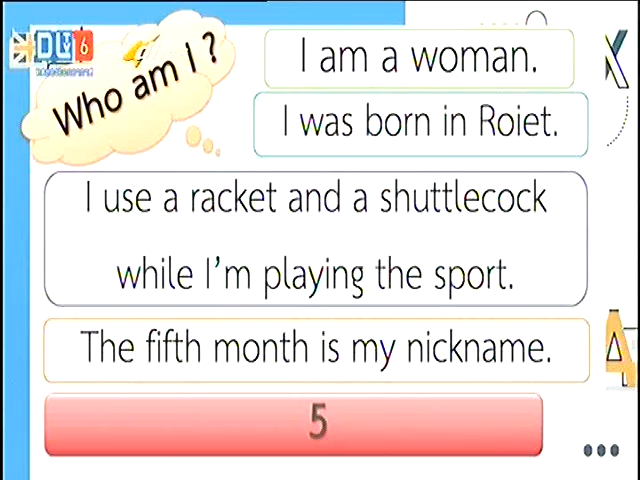 DLTV6
Who am I ?
I am a woman.
I was born in Roiet.
I use a racket and a shuttlecock
while I'm playing the sport.
The fifth month is my nickname.
5